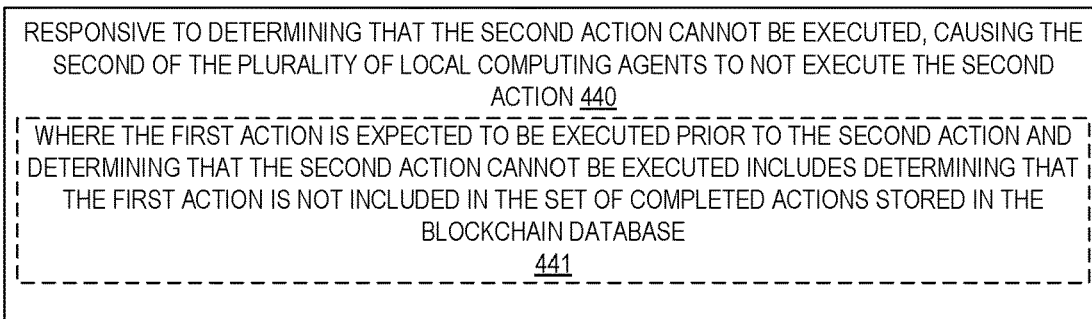 RESPONSIVE TO DETERMINING THAT THE SECOND ACTION CANNOT BE EXECUTED, CAUSING THE
SECOND OF THE PLURALITY OF LOCAL COMPUTING AGENTS TO NOT EXECUTE THE SECOND
ACTION 440
WHERE THE FIRST ACTION IS EXPECTED TO BE EXECUTED PRIOR TO THE SECOND ACTION AND
DETERMINING THAT THE SECOND ACTION CANNOT BE EXECUTED INCLUDES DETERMINING THAT
THE FIRST ACTION IS NOT INCLUDED IN THE SET OF COMPLETED ACTIONS STORED IN THE
BLOCKCHAIN DATABASE
441